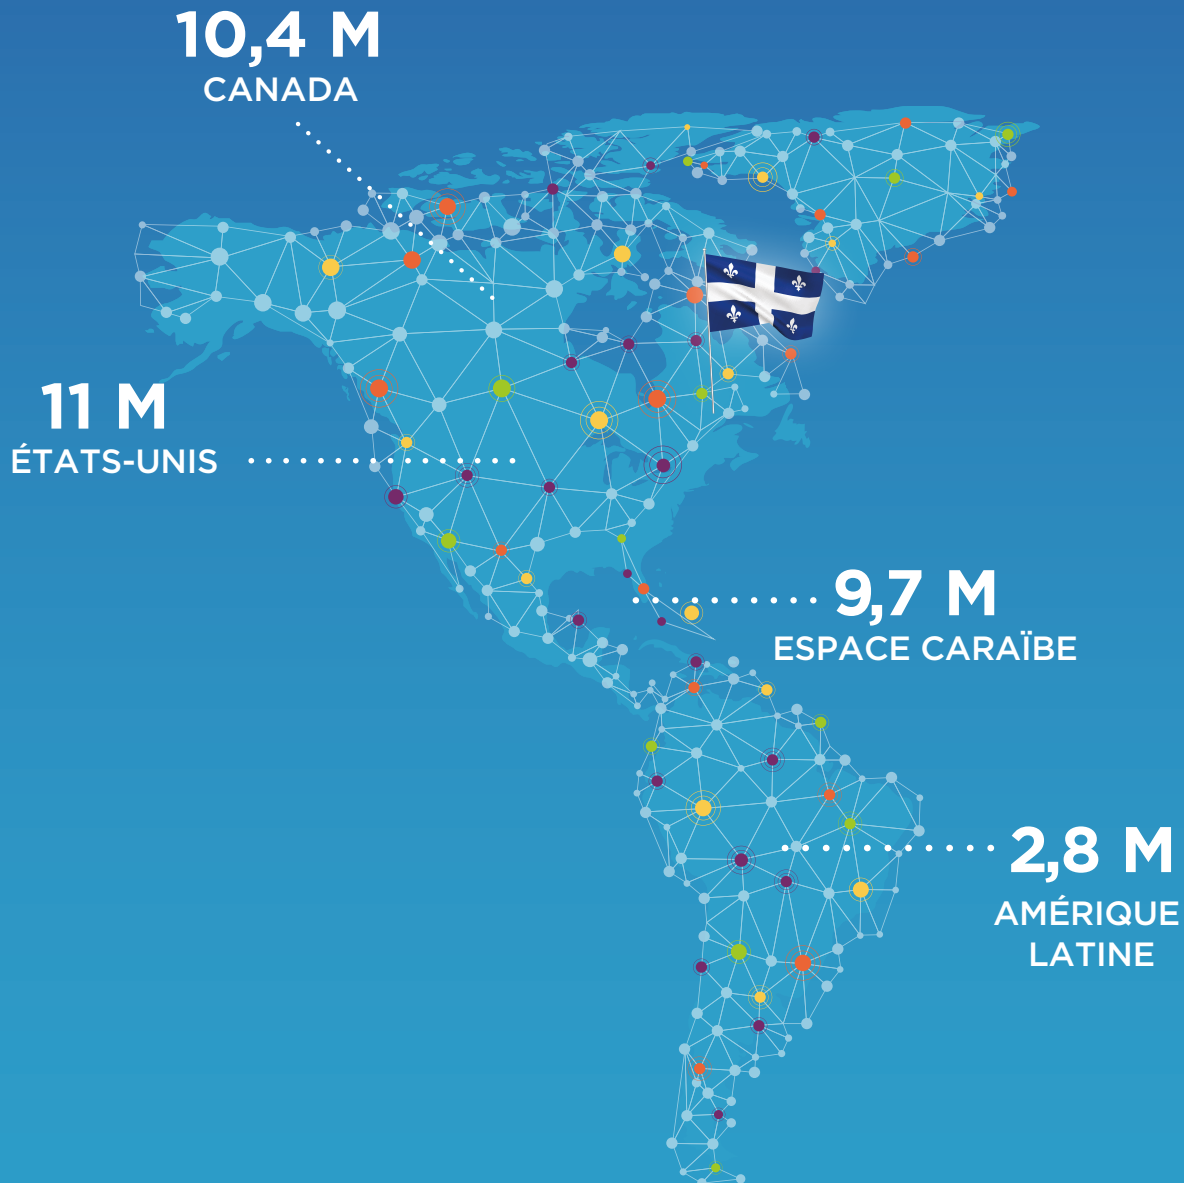 10,4 M
CANADA
11 M
ÉTATS-UNIS
9,7 M
ESPACE CARAÏBE
2,8 M
AMÉRIQUE
LATINE